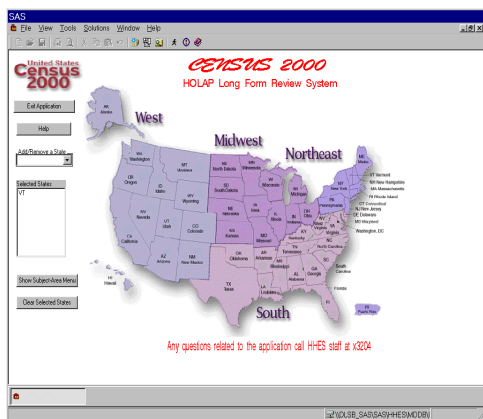 SAS
File View Tools Solutions Window Help
United States
Census
2000
CENSUS 2000
HOLAP Long Form Review System
Exit Application
Help
Add/Remove a State
Selected States
VT
Show Subject-Area Menu
Clear Selected States
West
Midwest
Northeast
South
AK
Alaska
WA
Washington
OR
Oregon
CA
California
NV
Nevada
ID
Idaho
MT
Montana
WY
Wyoming
UT
Utah
CO
Colorado
AZ
Arizona
NM
New Mexico
HI
Hawaii
ND
North Dakota
SD
South Dakota
NE
Nebraska
KS
Kansas
MN
Minnesota
IA
Iowa
MO
Missouri
WI
Wisconsin
IL
Illinois
MI
Michigan
IN
Indiana
OH
Ohio
ME
Maine
NY
New York
PA
Pennsylvania
VT Vermont
NH New Hampshire
MA Massachusetts
RI Rhode Island
CT Connecticut
NJ New Jersey
DE Delaware
MD Maryland
Washington, DC
WV
West
Virginia
VA
Virginia
KY
Kentucky
NC
North Carolina
TN
Tennessee
SC
South
Carolina
OK
Oklahoma
AR
Arkansas
TX
Texas
LA
Louisiana
MS
Mississippi
AL
Alabama
GA
Georgia
FL
Florida
Puerto Rico
Any questions related to the application call HHES staff at x3204
\\DLSB_SAS\SAS\HHES\MDDB\